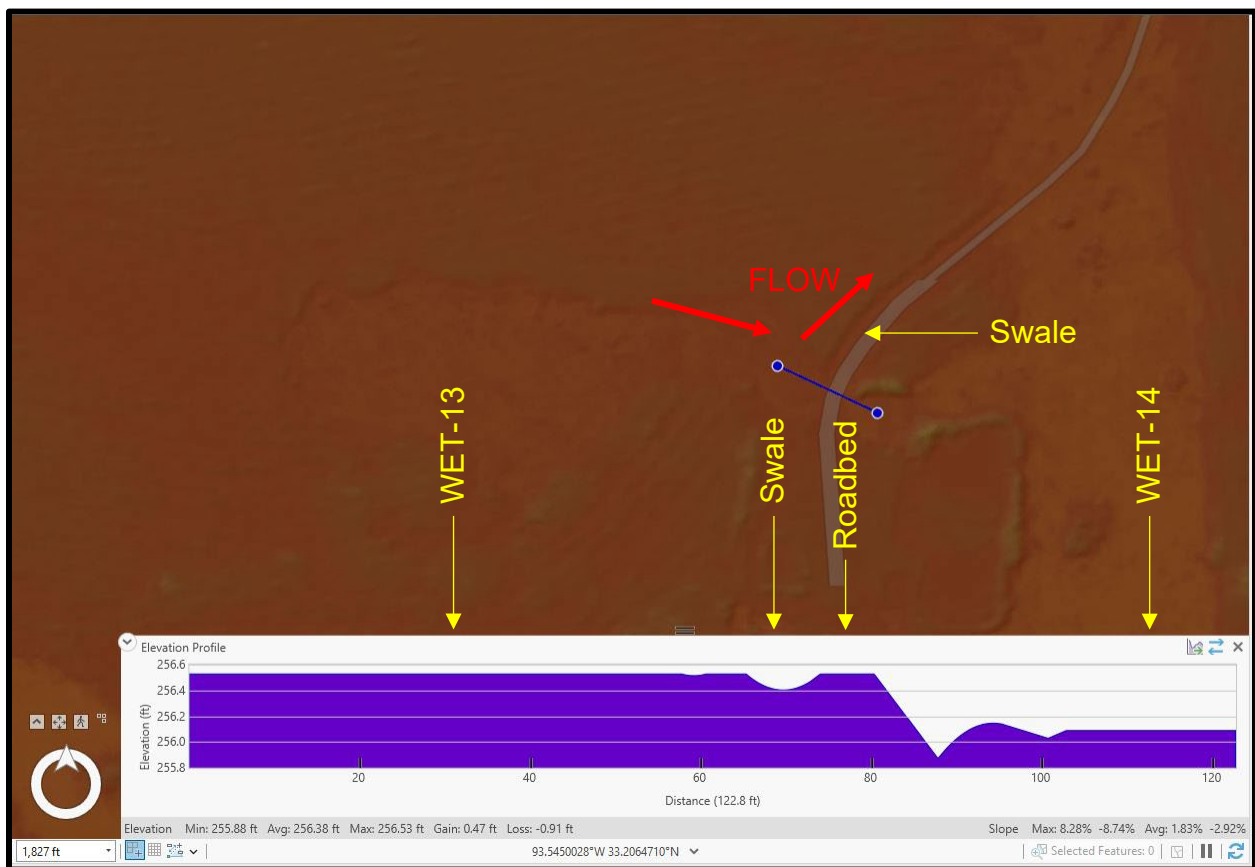 FLOW
Swale
WET-13
Swale
Roadbed
WET-14
Elevation Profile
Elevation (ft)
256.6
256.4
256.2
256.0
255.8
20
40
60
80
100
120
Distance (122.8 ft)
Elevation Min: 255.88 ft Avg: 256.38 ft Max: 256.53 ft Gain: 0.47 ft Loss: -0.91 ft
Slope Max: 8.28% -8.74% Avg: 1.83% -2.92%
1,827 ft
93.5450028°W 33.2064710°N
Selected Features: 0